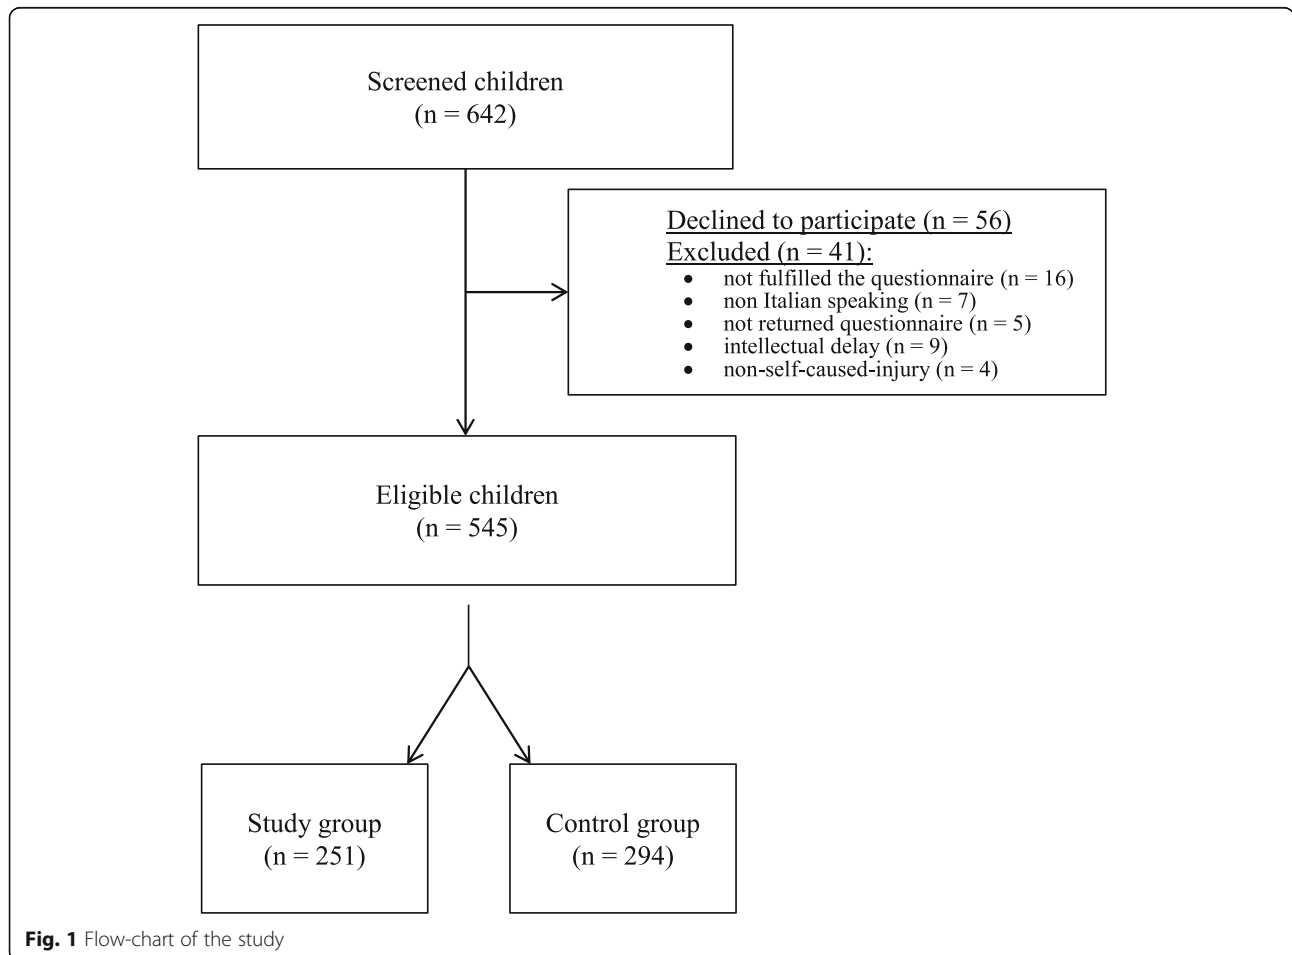 Screened children
(n = 642)
Declined to participate (n = 56)
Excluded (n = 41):
• not fulfilled the questionnaire (n = 16)
• non Italian speaking (n = 7)
• not returned questionnaire (n = 5)
• intellectual delay (n = 9)
• non-self-caused-injury (n = 4)
Eligible children
(n = 545)
Study group
(n = 251)
Control group
(n = 294)
Fig. 1 Flow-chart of the study